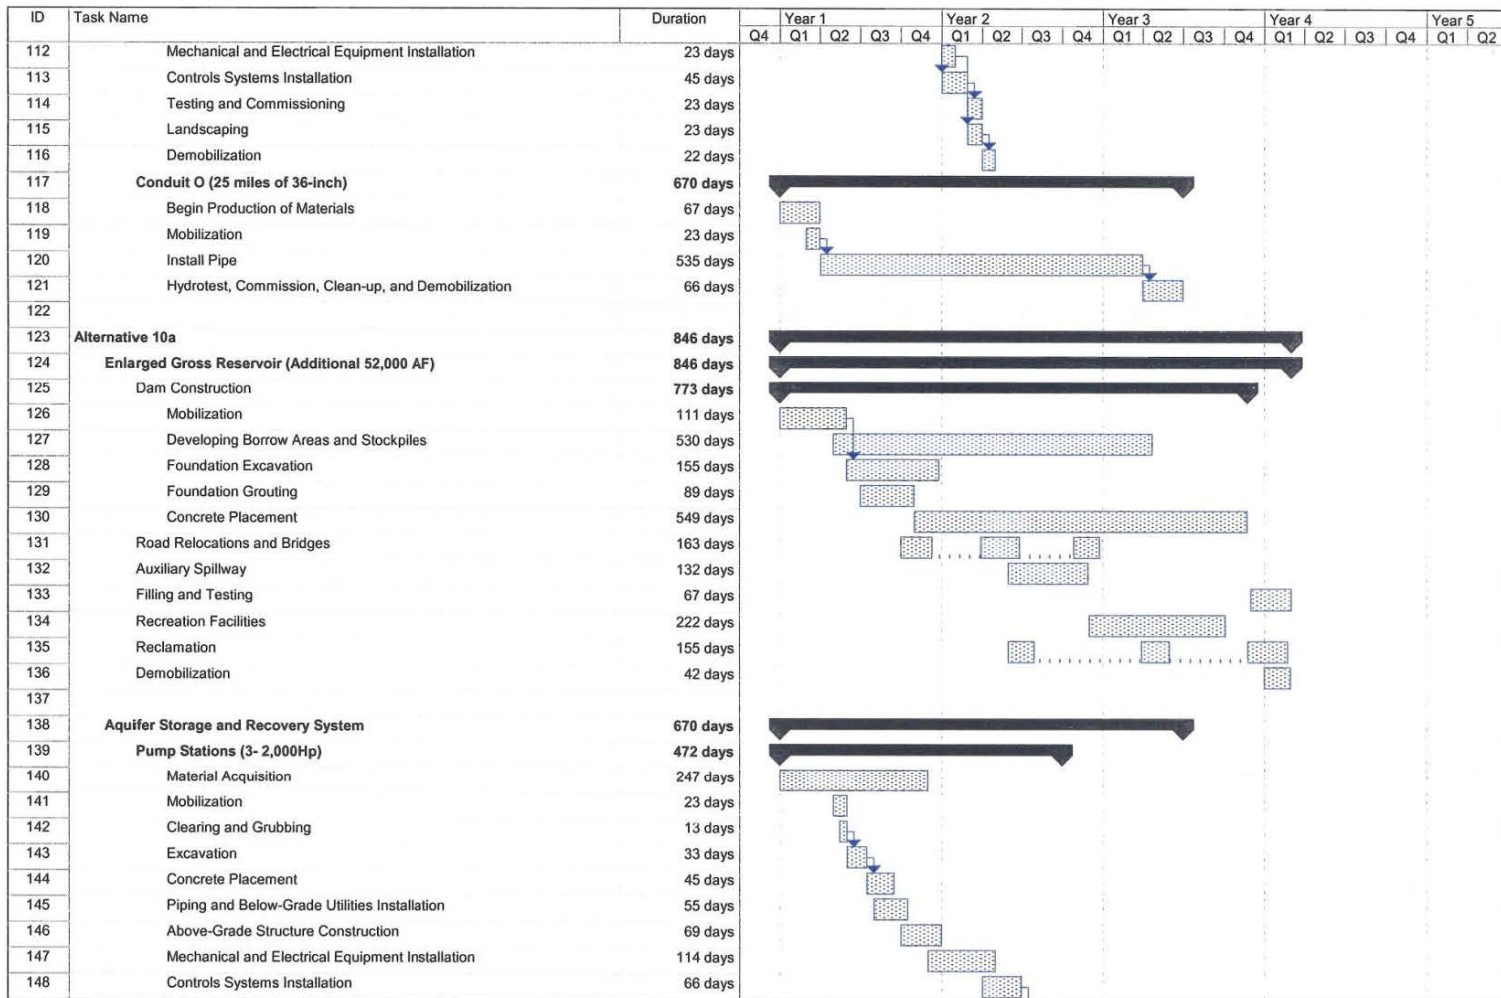 ID Task Name Duration Year 1 Year 2 Year 3 Year 4 Year 5
Q4 Q1 Q2 Q3 Q4 Q1 Q2 Q3 Q4 Q1 Q2 Q3 Q4 Q1 Q2 Q3 Q4 Q1 Q2
112 Mechanical and Electrical Equipment Installation 23 days
113 Controls Systems Installation 45 days
114 Testing and Commissioning 23 days
115 Landscaping 23 days
116 Demobilization 22 days
117 Conduit O (25 miles of 36-inch) 670 days
118 Begin Production of Materials 67 days
119 Mobilization 23 days
120 Install Pipe 535 days
121 Hydrotest, Commission, Clean-up, and Demobilization 66 days
122
123 Alternative 10a 846 days
124 Enlarged Gross Reservoir (Additional 52,000 AF) 846 days
125 Dam Construction 773 days
126 Mobilization 111 days
127 Developing Borrow Areas and Stockpiles 530 days
128 Foundation Excavation 155 days
129 Foundation Grouting 89 days
130 Concrete Placement 549 days
131 Road Relocations and Bridges 163 days
132 Auxiliary Spillway 132 days
133 Filling and Testing 67 days
134 Recreation Facilities 222 days
135 Reclamation 155 days
136 Demobilization 42 days
137
138 Aquifer Storage and Recovery System 670 days
139 Pump Stations (3- 2,000Hp) 472 days
140 Material Acquisition 247 days
141 Mobilization 23 days
142 Clearing and Grubbing 13 days
143 Excavation 33 days
144 Concrete Placement 45 days
145 Piping and Below-Grade Utilities Installation 55 days
146 Above-Grade Structure Construction 69 days
147 Mechanical and Electrical Equipment Installation 114 days
148 Controls Systems Installation 66 days